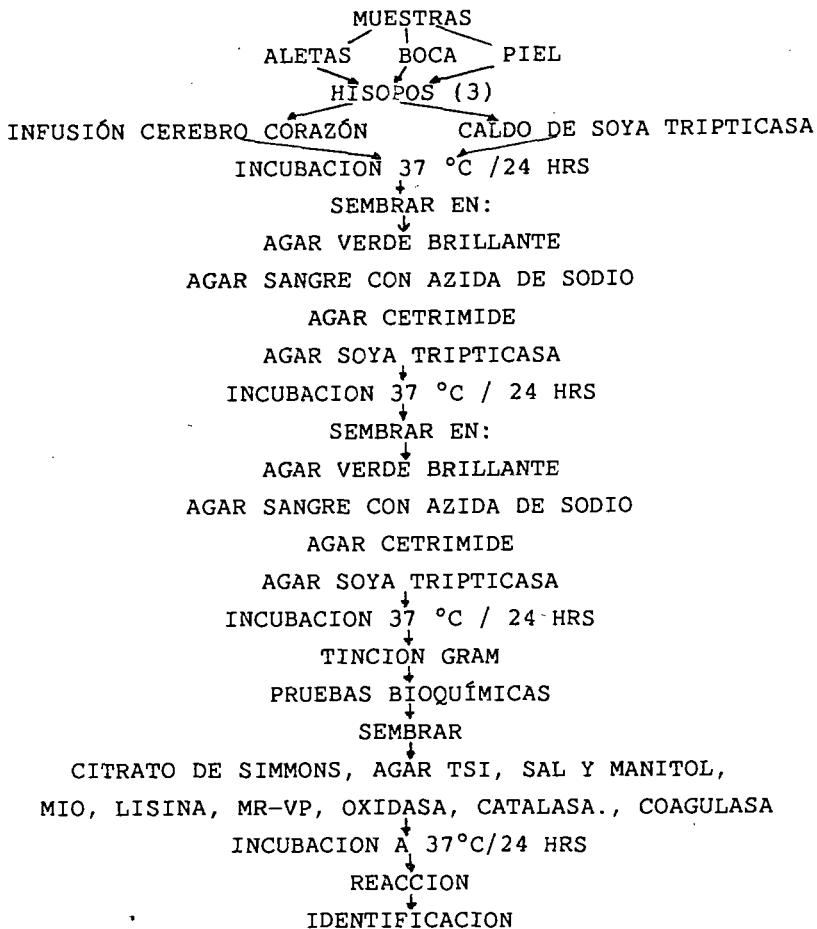 MUESTRAS
ALETAS BOCA PIEL
HISOPOS (3)
INFUSIÓN CEREBRO CORAZÓN CALDO DE SOYA TRIPTICASA
INCUBACION 37 °C /24 HRS
SEMBRAR EN:
AGAR VERDE BRILLANTE
AGAR SANGRE CON AZIDA DE SODIO
AGAR CETRIMIDE
AGAR SOYA TRIPTICASA
INCUBACION 37 °C / 24 HRS
SEMBRAR EN:
AGAR VERDE BRILLANTE
AGAR SANGRE CON AZIDA DE SODIO
AGAR CETRIMIDE
AGAR SOYA TRIPTICASA
INCUBACION 37 °C / 24 HRS
TINCION GRAM
PRUEBAS BIOQUÍMICAS
SEMBRAR
CITRATO DE SIMMONS, AGAR TSI, SAL Y MANITOL,
MIO, LISINA, MR-VP, OXIDASA, CATALASA., COAGULASA
INCUBACION A 37°C/24 HRS
REACCION
IDENTIFICACION